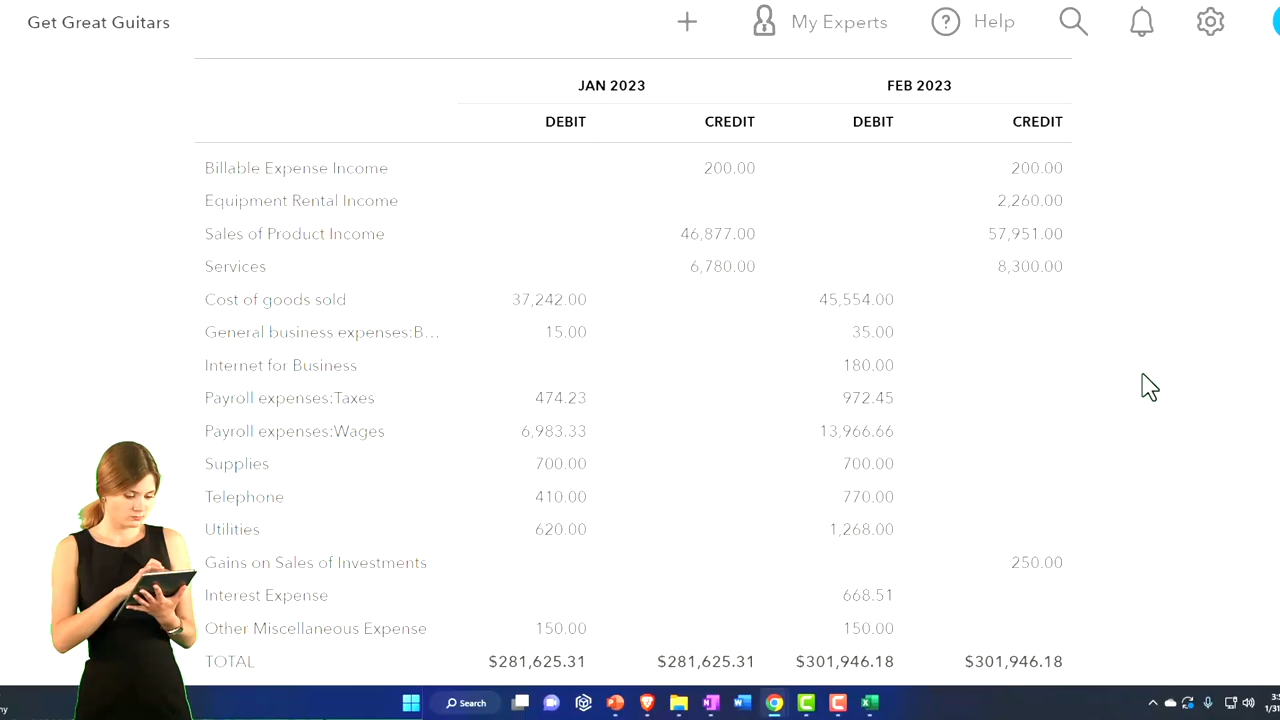 Get Great Guitars My Experts Help
JAN 2023 FEB 2023
DEBIT CREDIT DEBIT CREDIT
Billable Expense Income 200.00 200.00
Equipment Rental Income 2,260.00
Sales of Product Income 46,877.00 57,951.00
Services 6,780.00 8,300.00
Cost of goods sold 37,242.00 45,554.00
General business expenses:B... 15.00 35.00
Internet for Business 180.00
Payroll expenses:Taxes 474.23 972.45
Payroll expenses:Wages 6,983.33 13,966.66
Supplies 700.00 700.00
Telephone 410.00 770.00
Utilities 620.00 1,268.00
Gains on Sales of Investments 250.00
Interest Expense 668.51
Other Miscellaneous Expense 150.00 150.00
TOTAL $281,625.31 $281,625.31 $301,946.18 $301,946.18
Search